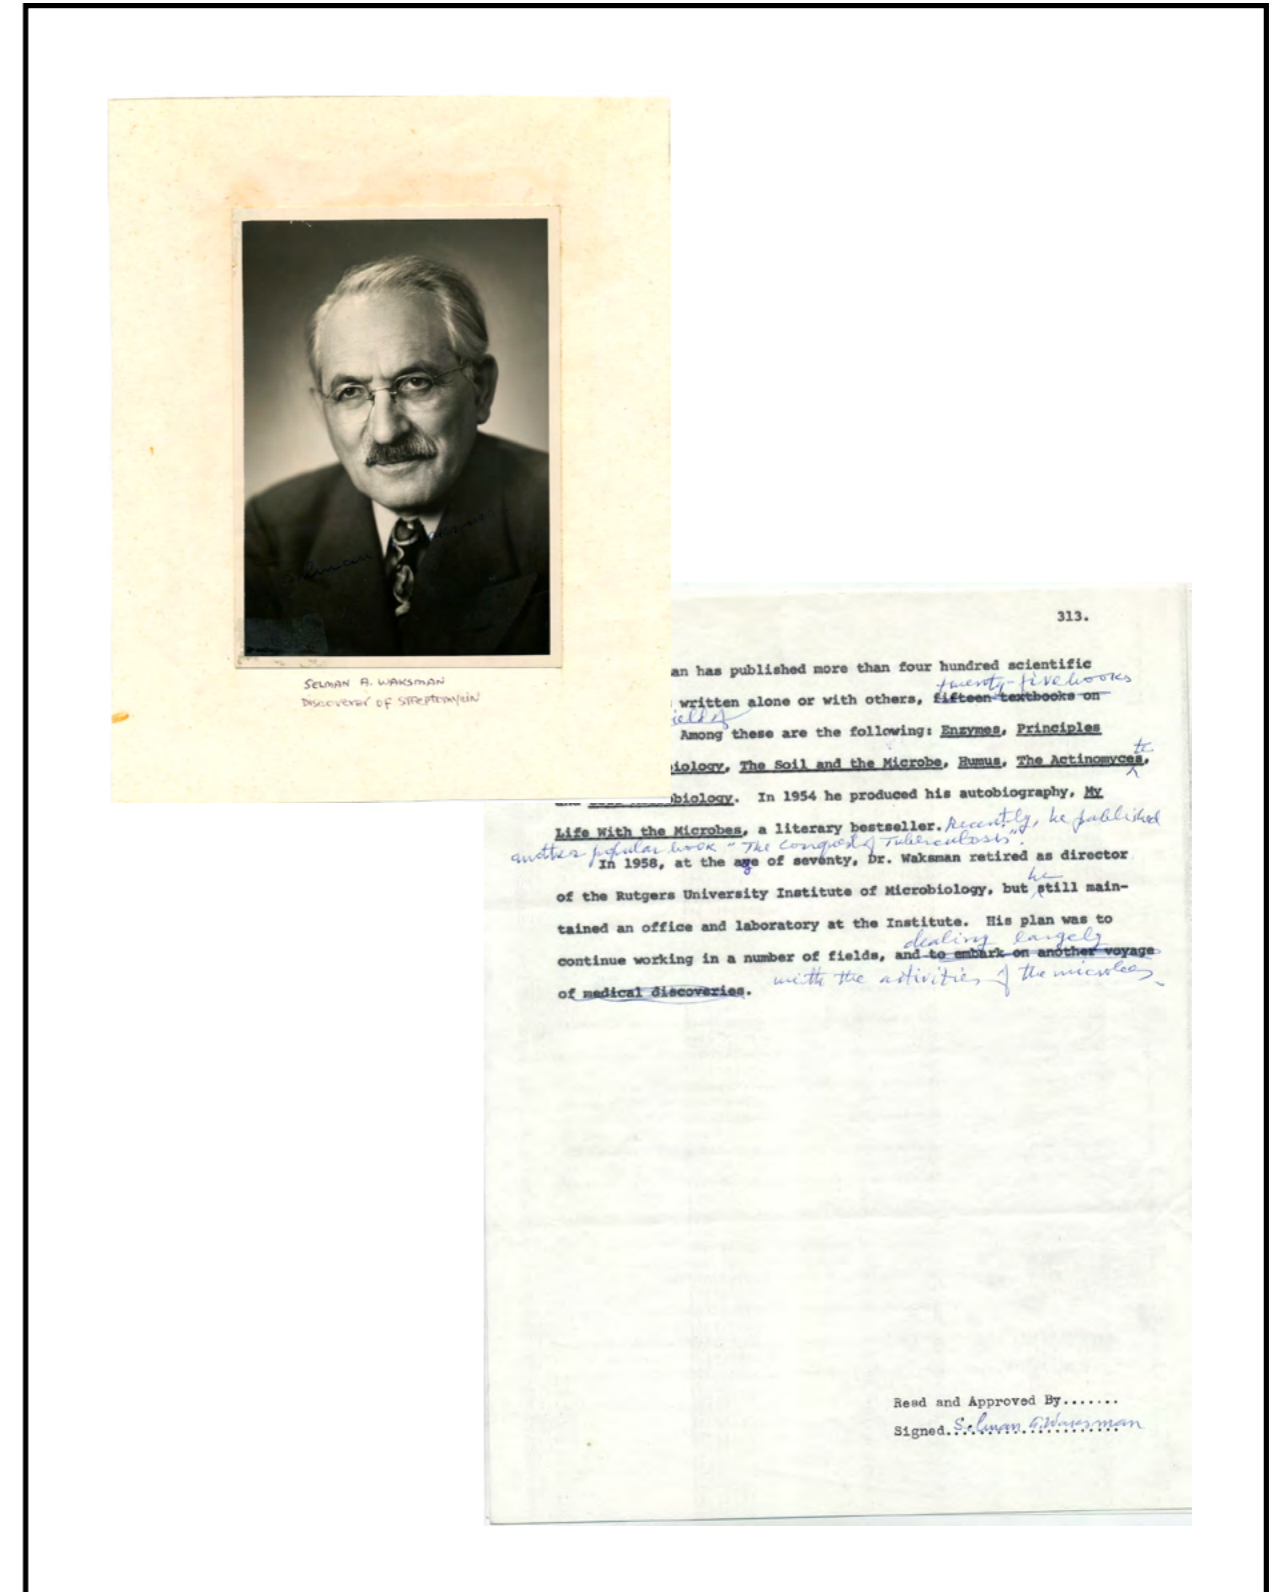 Selman Waksman
SELMAN A. WAKSMAN
DISCOVERER OF STREPTOMYCIN
313.
an has published more than four hundred scientific
twenty-five books
written alone or with others, fifteen textbooks on
field of
Among these are the following: Enzymes, Principles
te
iology, The Soil and the Microbe, Humus, The Actinomyces,
biology. In 1954 he produced his autobiography, My
Life With the Microbes, a literary bestseller. Recently, he published
another popular book "The Conquest of Tuberculosis".
In 1958, at the age of seventy, Dr. Waksman retired as director
he
of the Rutgers University Institute of Microbiology, but still main-
tained an office and laboratory at the Institute. His plan was to
dealing largely
continue working in a number of fields, and to embark on another voyage
with the activities of the microbes.
of medical discoveries.
Read and Approved By.......
Signed. Selman A. Waksman